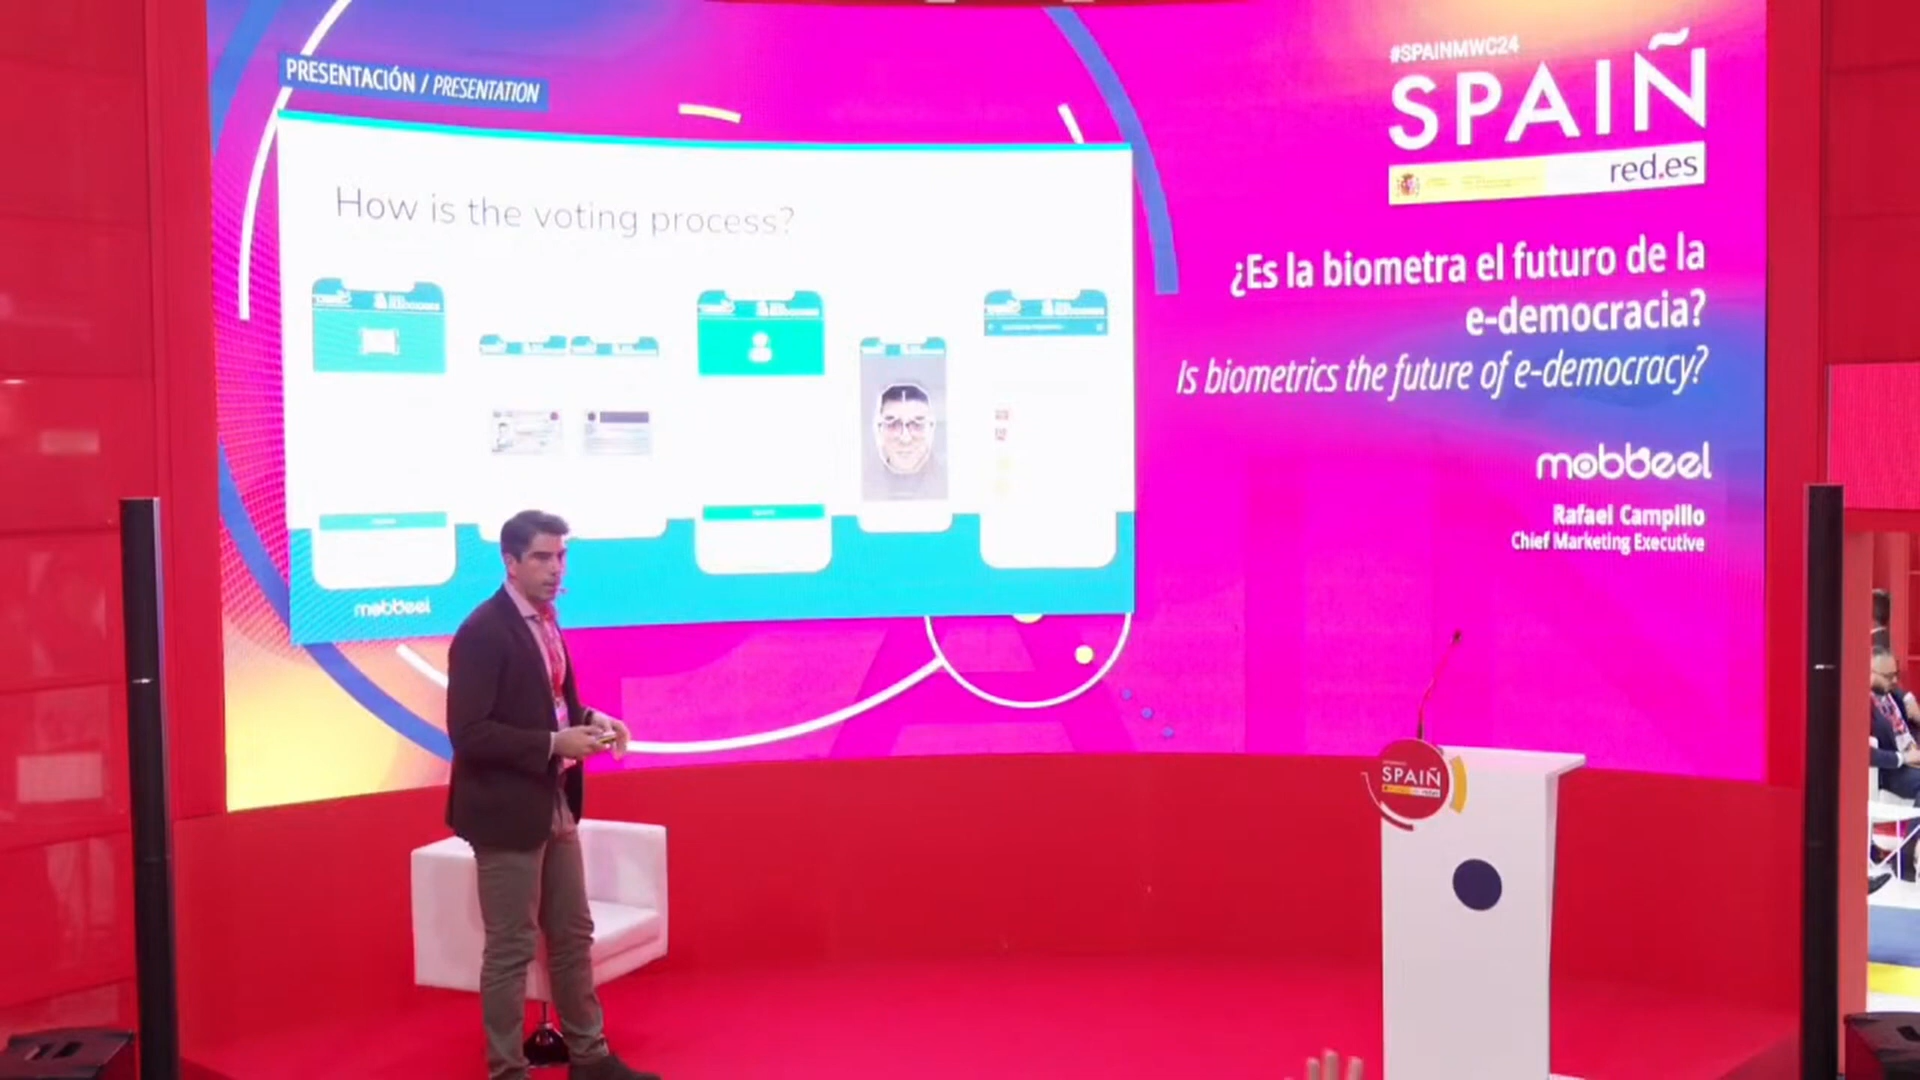 PRESENTACIÓN / PRESENTATION
How is the voting process?
mobbeel
#SPAINMWC24
SPAIÑ
red.es
¿Es la biometra el futuro de la
e-democracia?
Is biometrics the future of e-democracy?
mobbeel
Rafael Campillo
Chief Marketing Executive
SPAIÑ